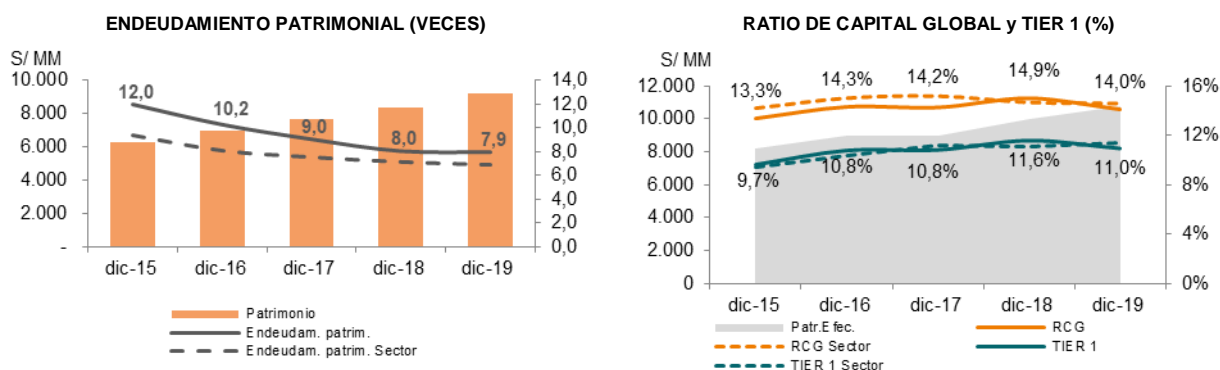 ENDEUDAMIENTO PATRIMONIAL (VECES)
S/ MM
10.000
8.000
6.000
4.000
2.000
-
14,0
12,0
10,0
8,0
6,0
4,0
2,0
0,0
12,0
10,2
9,0
8,0
7,9
dic-15 dic-16 dic-17 dic-18 dic-19
Patrimonio
Endeudam. patrim.
Endeudam. patrim. Sector
RATIO DE CAPITAL GLOBAL y TIER 1 (%)
S/ MM
12.000
10.000
8.000
6.000
4.000
2.000
0
16%
12%
8%
4%
0%
13,3% 14,3% 14,2% 14,9% 14,0%
9,7% 10,8% 10,8% 11,6% 11,0%
dic-15 dic-16 dic-17 dic-18 dic-19
Patr.Efec. RCG
RCG Sector TIER 1
TIER 1 Sector